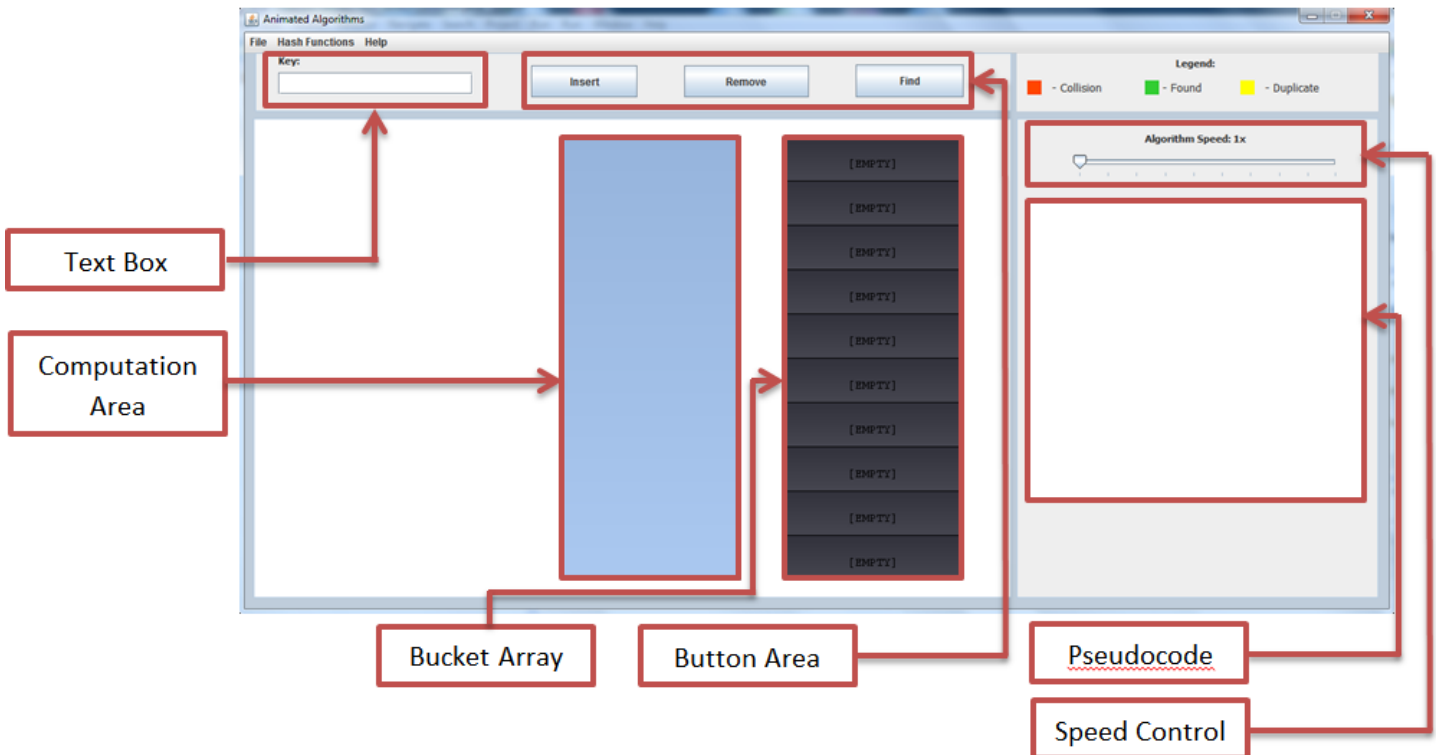 Animated Algorithms
File Hash Functions Help
Key:
Insert Remove Find
Legend:
- Collision - Found - Duplicate
Algorithm Speed: 1x
[EMPTY]
[EMPTY]
[EMPTY]
[EMPTY]
[EMPTY]
[EMPTY]
[EMPTY]
[EMPTY]
[EMPTY]
[EMPTY]
Text Box
Computation
Area
Bucket Array
Button Area
Pseudocode
Speed Control